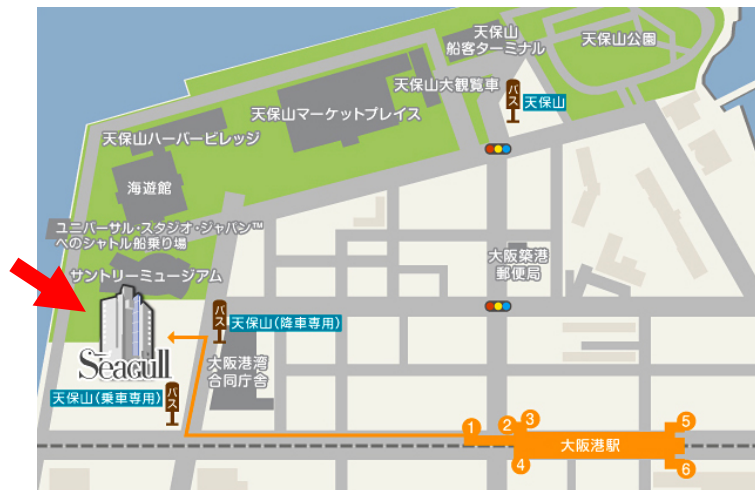 天保山
船客ターミナル
天保山公園
天保山大観覧車
バス
天保山
天保山マーケットプレイス
天保山ハーバービレッジ
海遊館
ユニバーサル・スタジオ・ジャパン™
へのシャトル船乗り場
サントリーミュージアム
大阪築港
郵便局
バス
天保山(降車専用)
Seagull
大阪港湾
合同庁舎
天保山(乗車専用)
バス
1
2
3
4
大阪港駅
5
6